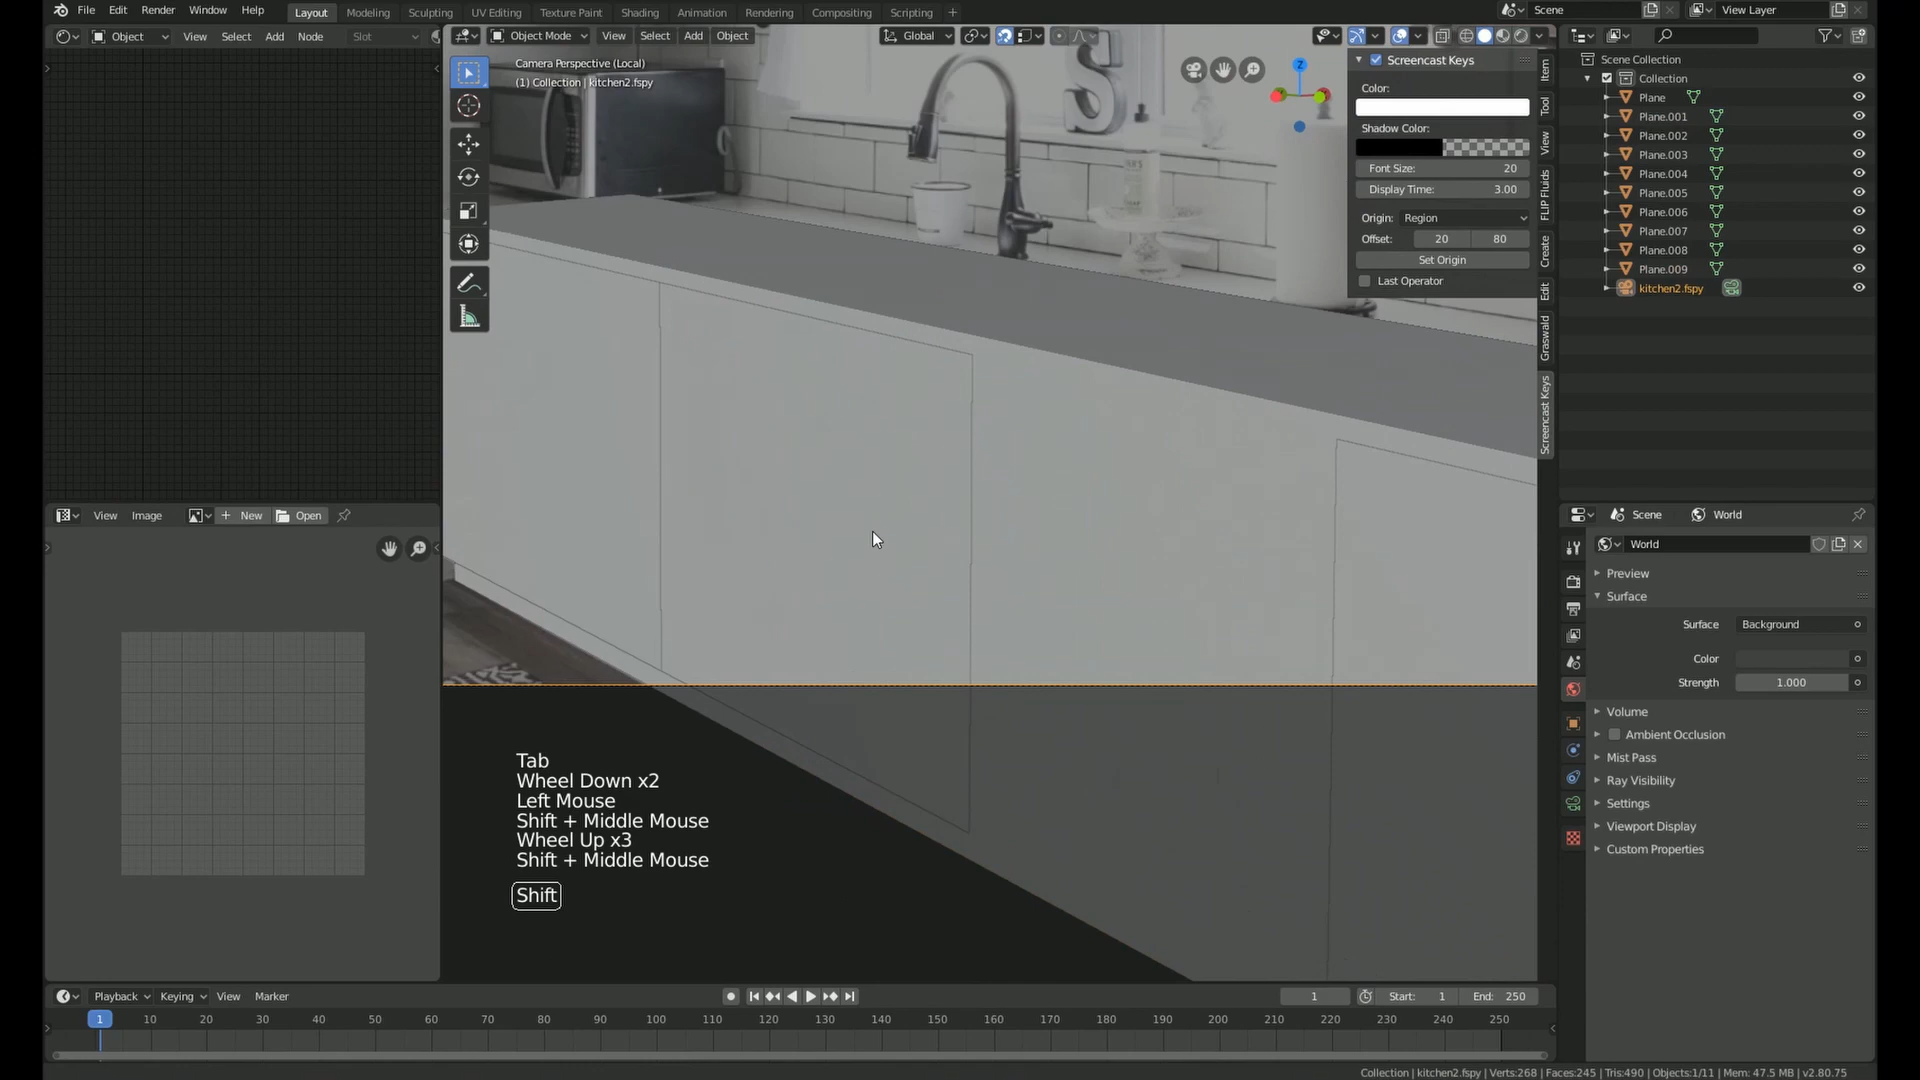 File Edit Render Window Help
Layout Modeling Sculpting UV Editing Texture Paint Shading Animation Rendering Compositing Scripting +
Scene View Layer
Object View Select Add Node Slot
Object Mode View Select Add Object Global
Camera Perspective (Local)
(1) Collection | kitchen2.fspy
S
Screencast Keys
Color:
Shadow Color:
Font Size: 20
Display Time: 3.00
Origin: Region
Offset: 20 80
Set Origin
Last Operator
Item
Tool
View
FLIP Fluids
Create
Edit
Graswald
Screencast Keys
Scene Collection
Collection
Plane
Plane.001
Plane.002
Plane.003
Plane.004
Plane.005
Plane.006
Plane.007
Plane.008
Plane.009
kitchen2.fspy
View Image + New Open
Scene World
World
Preview
Surface
Surface Background
Color
Strength 1.000
Volume
Ambient Occlusion
Mist Pass
Ray Visibility
Settings
Viewport Display
Custom Properties
Tab
Wheel Down x2
Left Mouse
Shift + Middle Mouse
Wheel Up x3
Shift + Middle Mouse
Shift
Playback Keying View Marker
1 Start: 1 End: 250
1 10 20 30 40 50 60 70 80 90 100 110 120 130 140 150 160 170 180 190 200 210 220 230 240 250
Collection | kitchen2.fspy | Verts:268 | Faces:245 | Tris:490 | Objects:1/11 | Mem: 47.5 MB | v2.80.75